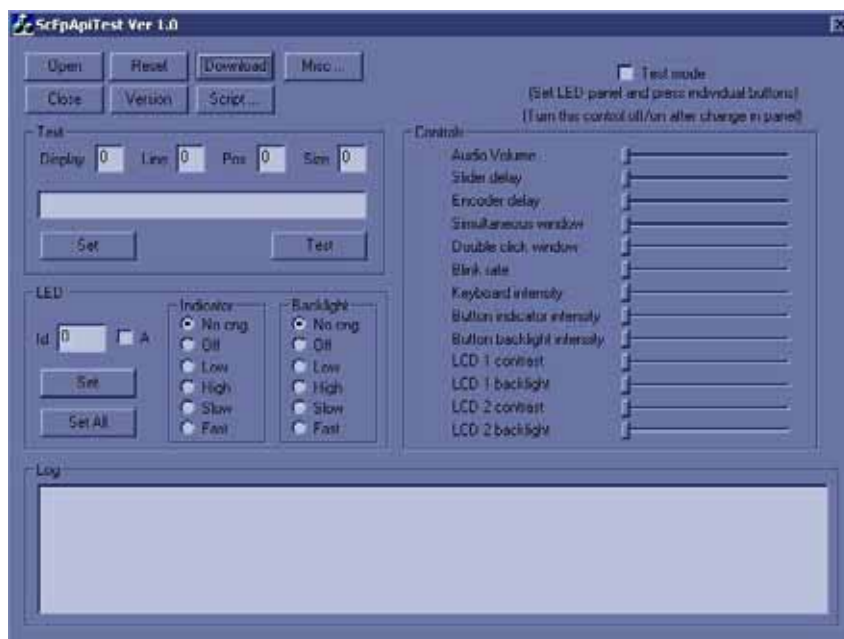 ScFpApiTest Ver 1.0
Open Reset Download Misc...
Close Version Script...
Test mode
(Set LED panel and press individual buttons)
(Turn this control off/on after change in panel)
Text
Display 0 Line 0 Pos 0 Size 0
Set Test
LED
Id 0 A
Set
Set All
Indicator
No cng.
Off
Low
High
Slow
Fast
Backlight
No cng.
Off
Low
High
Slow
Fast
Controls
Audio Volume
Slider delay
Encoder delay
Simultaneous window
Double click window
Blink rate
Keyboard intensity
Button indicator intensity
Button backlight intensity
LCD 1 contrast
LCD 1 backlight
LCD 2 contrast
LCD 2 backlight
Log